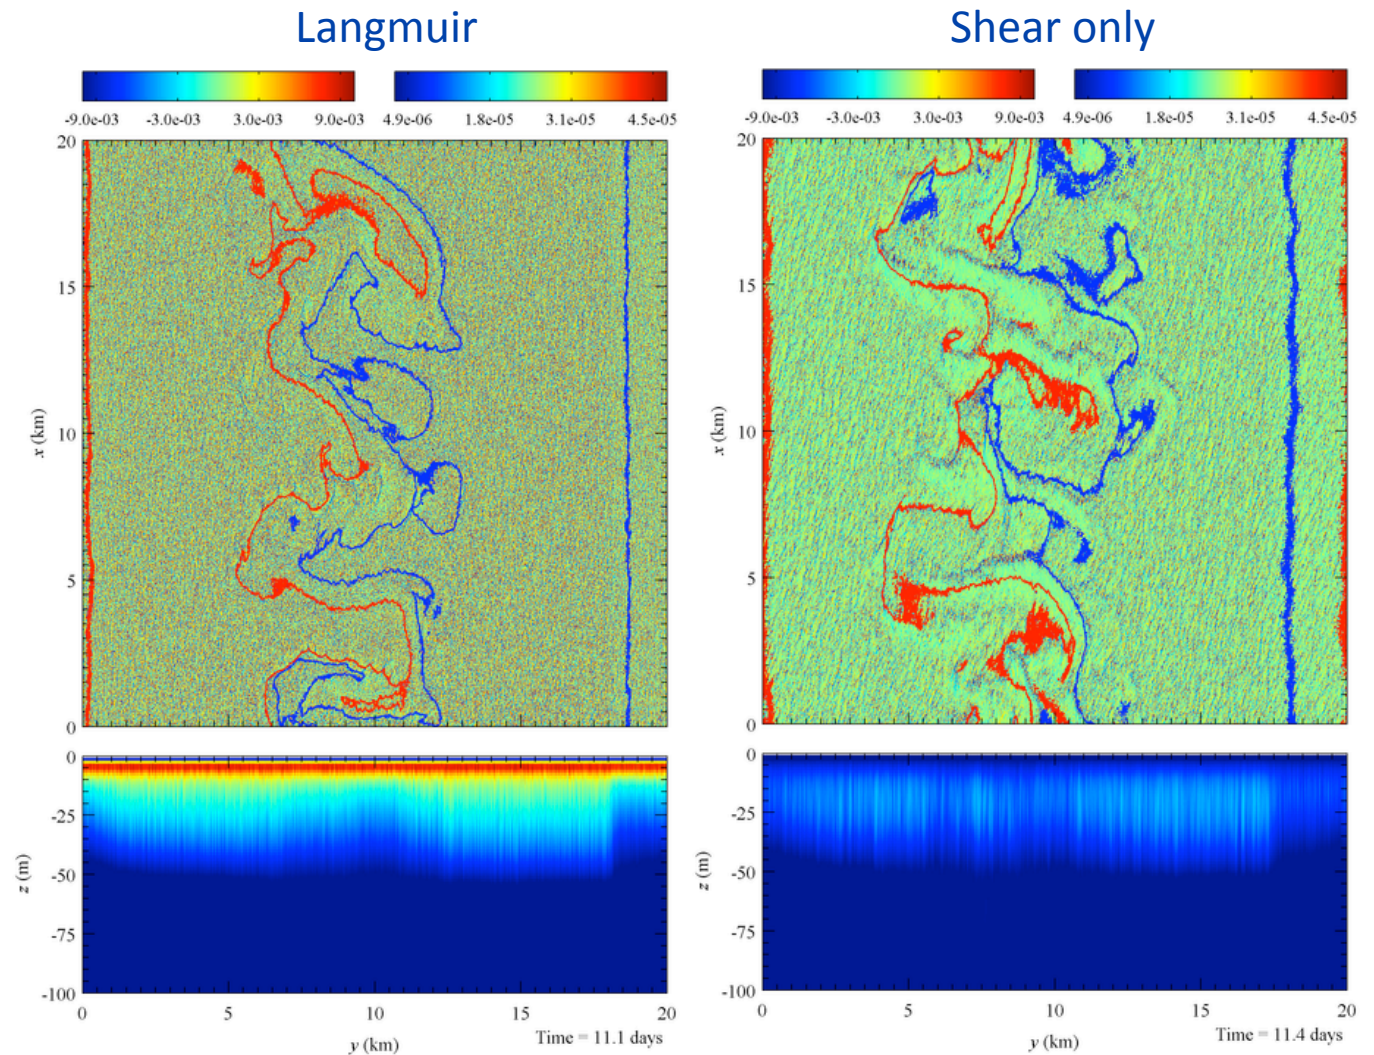 Langmuir
Shear only
-9.0e-03 -3.0e-03 3.0e-03 9.0e-03 4.9e-06 1.8e-05 3.1e-05 4.5e-05
-9.0e-03 -3.0e-03 3.0e-03 9.0e-03 4.9e-06 1.8e-05 3.1e-05 4.5e-05
20
15
10
5
0
x (km)
20
15
10
5
0
x (km)
0
-25
-50
-75
-100
z (m)
0 5 10 15 20
y (km)
Time = 11.1 days
0
-25
-50
-75
-100
z (m)
0 5 10 15 20
y (km)
Time = 11.4 days